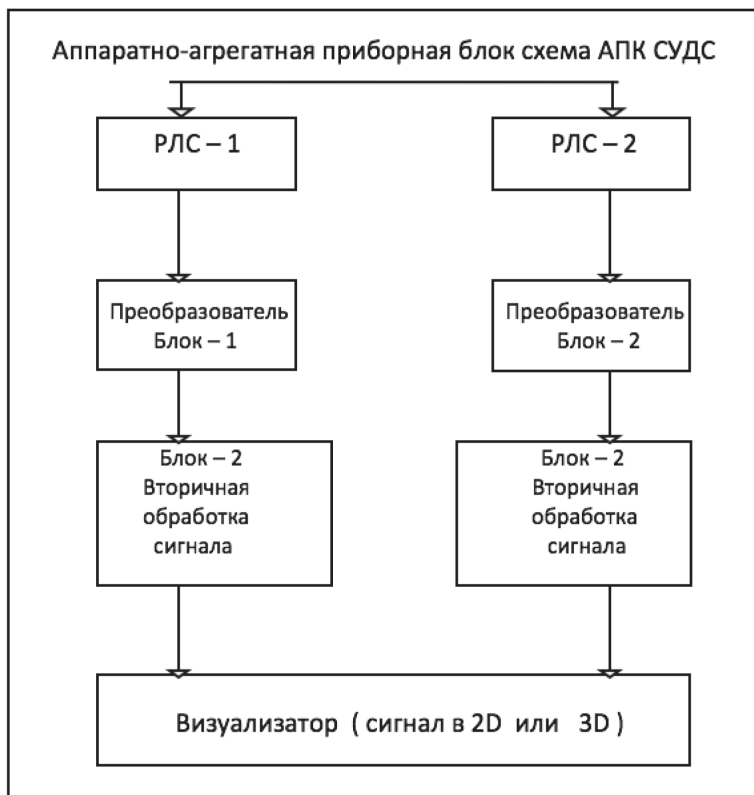 Аппаратно-агрегатная приборная блок схема АПК СУДС
РЛС – 1
РЛС – 2
Преобразователь
Блок – 1
Преобразователь
Блок – 2
Блок – 2
Вторичная
обработка
сигнала
Блок – 2
Вторичная
обработка
сигнала
Визуализатор ( сигнал в 2D или 3D )